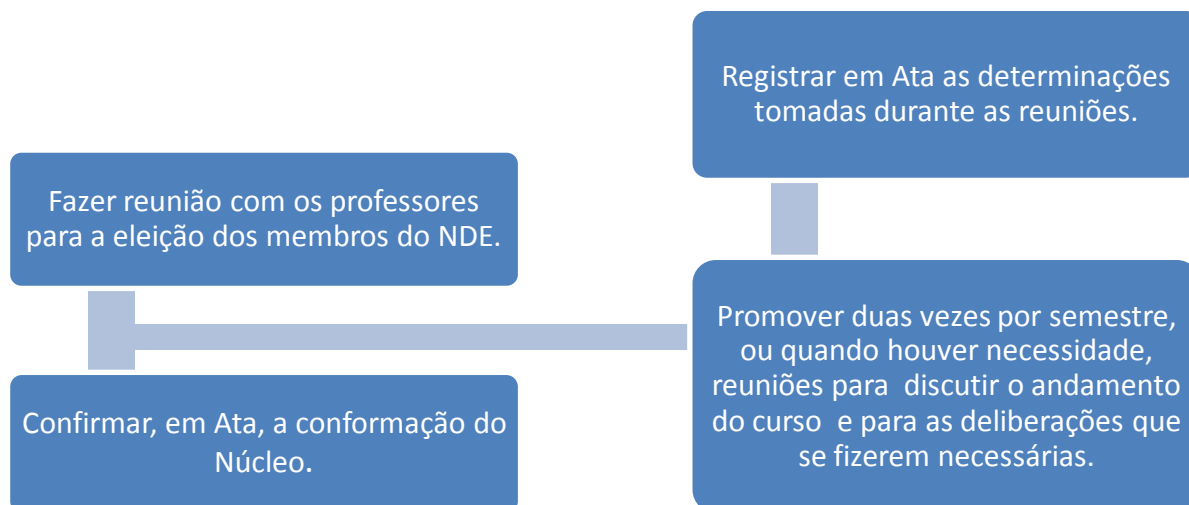 Fazer reunião com os professores
para a eleição dos membros do NDE.
Confirmar, em Ata, a conformação do
Núcleo.
Promover duas vezes por semestre,
ou quando houver necessidade,
reuniões para discutir o andamento
do curso e para as deliberações que
se fizerem necessárias.
Registrar em Ata as determinações
tomadas durante as reuniões.